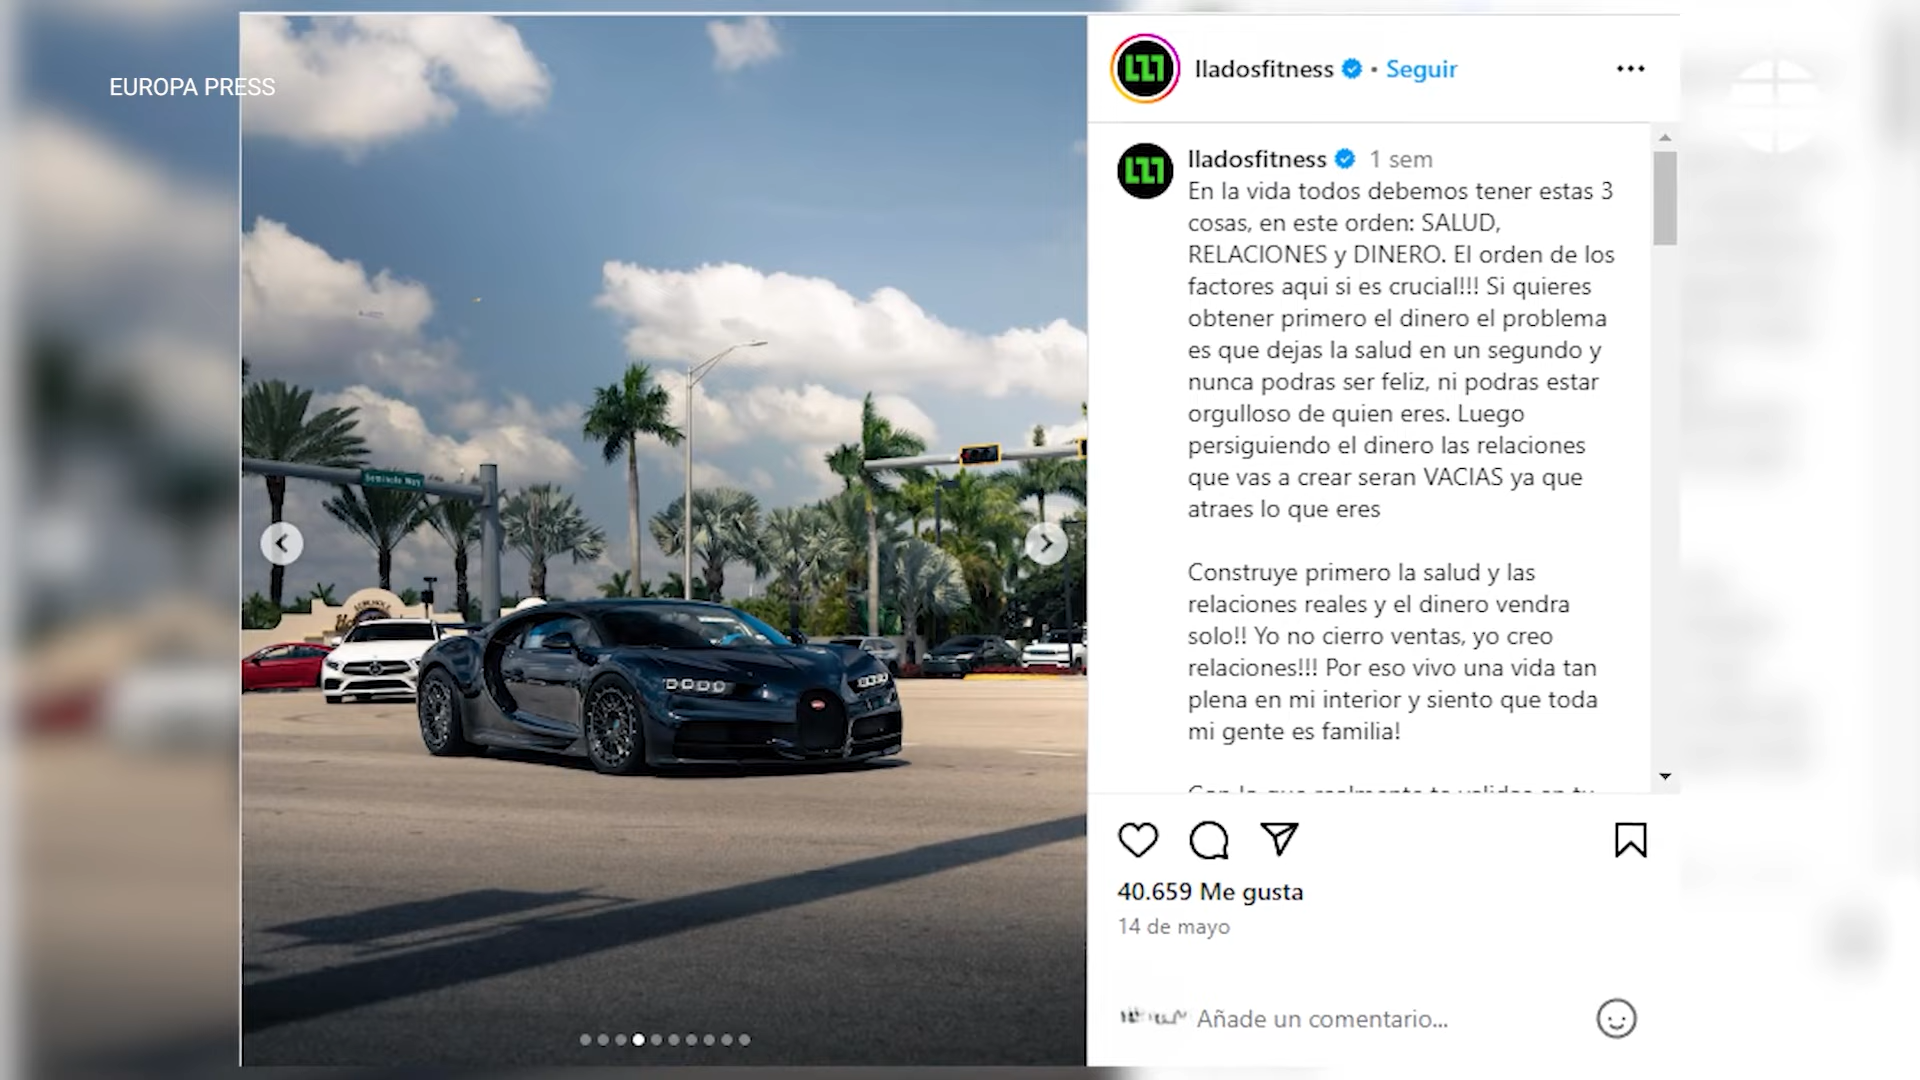 EUROPA PRESS
Seminole Way
lladosfitness • Seguir
lladosfitness 1 sem
En la vida todos debemos tener estas 3
cosas, en este orden: SALUD,
RELACIONES y DINERO. El orden de los
factores aqui si es crucial!!! Si quieres
obtener primero el dinero el problema
es que dejas la salud en un segundo y
nunca podras ser feliz, ni podras estar
orgulloso de quien eres. Luego
persiguiendo el dinero las relaciones
que vas a crear seran VACIAS ya que
atraes lo que eres
Construye primero la salud y las
relaciones reales y el dinero vendra
solo!! Yo no cierro ventas, yo creo
relaciones!!! Por eso vivo una vida tan
plena en mi interior y siento que toda
mi gente es familia!
40.659 Me gusta
14 de mayo
Añade un comentario...